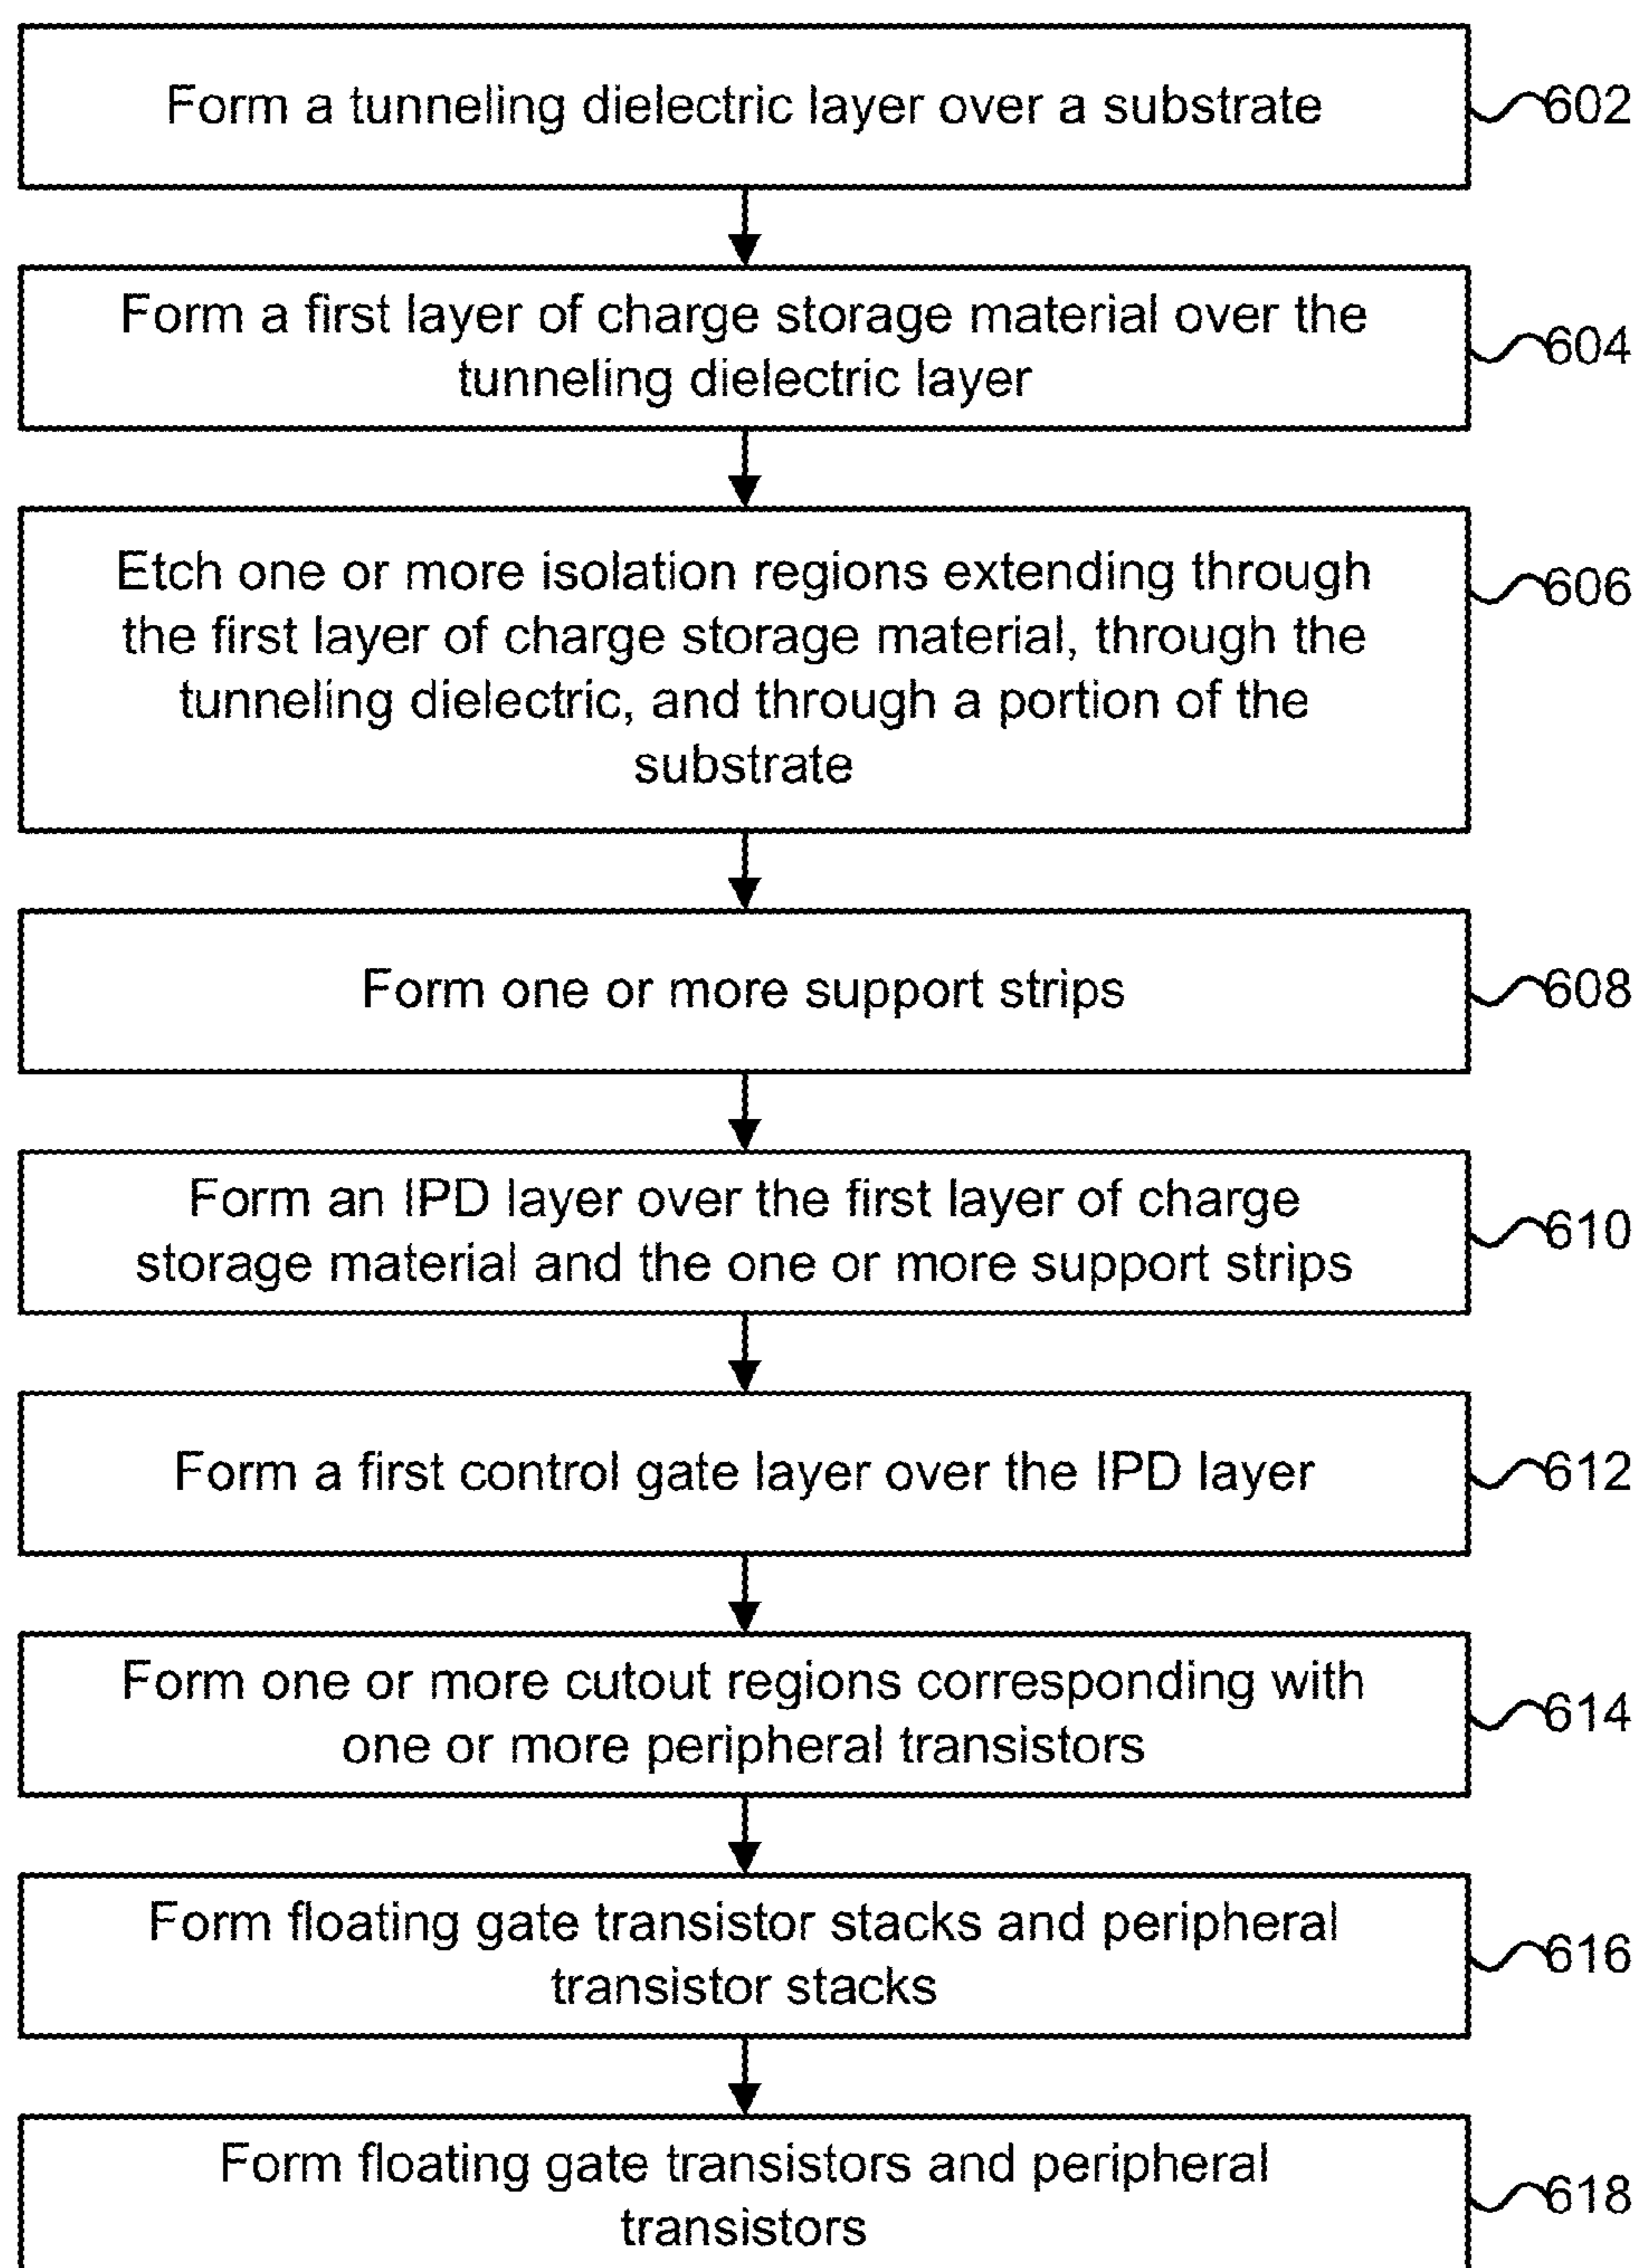 Form a tunneling dielectric layer over a substrate
602
Form a first layer of charge storage material over the
tunneling dielectric layer
604
Etch one or more isolation regions extending through
the first layer of charge storage material, through the
tunneling dielectric, and through a portion of the
substrate
606
Form one or more support strips
608
Form an IPD layer over the first layer of charge
storage material and the one or more support strips
610
Form a first control gate layer over the IPD layer
612
Form one or more cutout regions corresponding with
one or more peripheral transistors
614
Form floating gate transistor stacks and peripheral
transistor stacks
616
Form floating gate transistors and peripheral
transistors
618